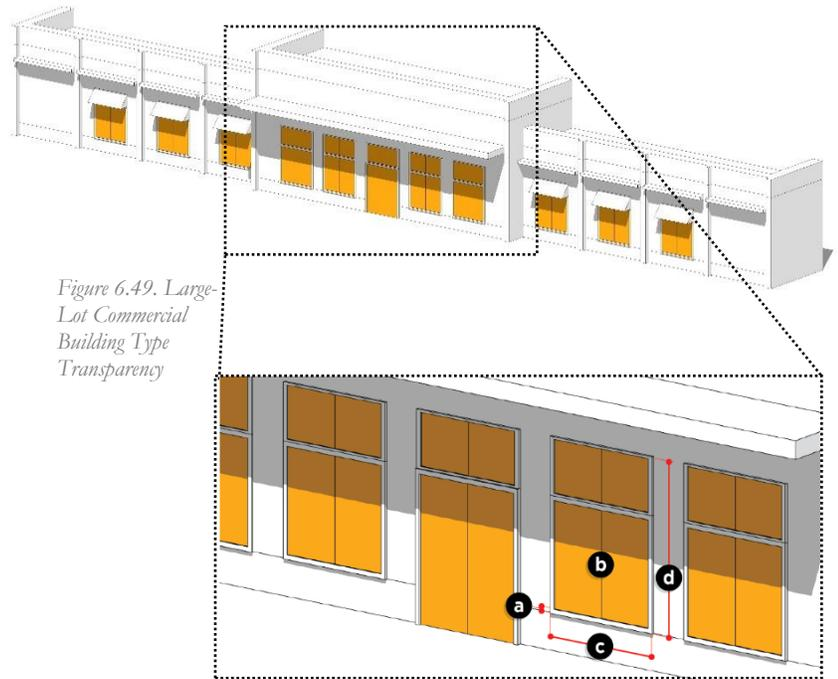 Figure 6.49. Large-
Lot Commercial
Building Type
Transparency
a
b
d
c